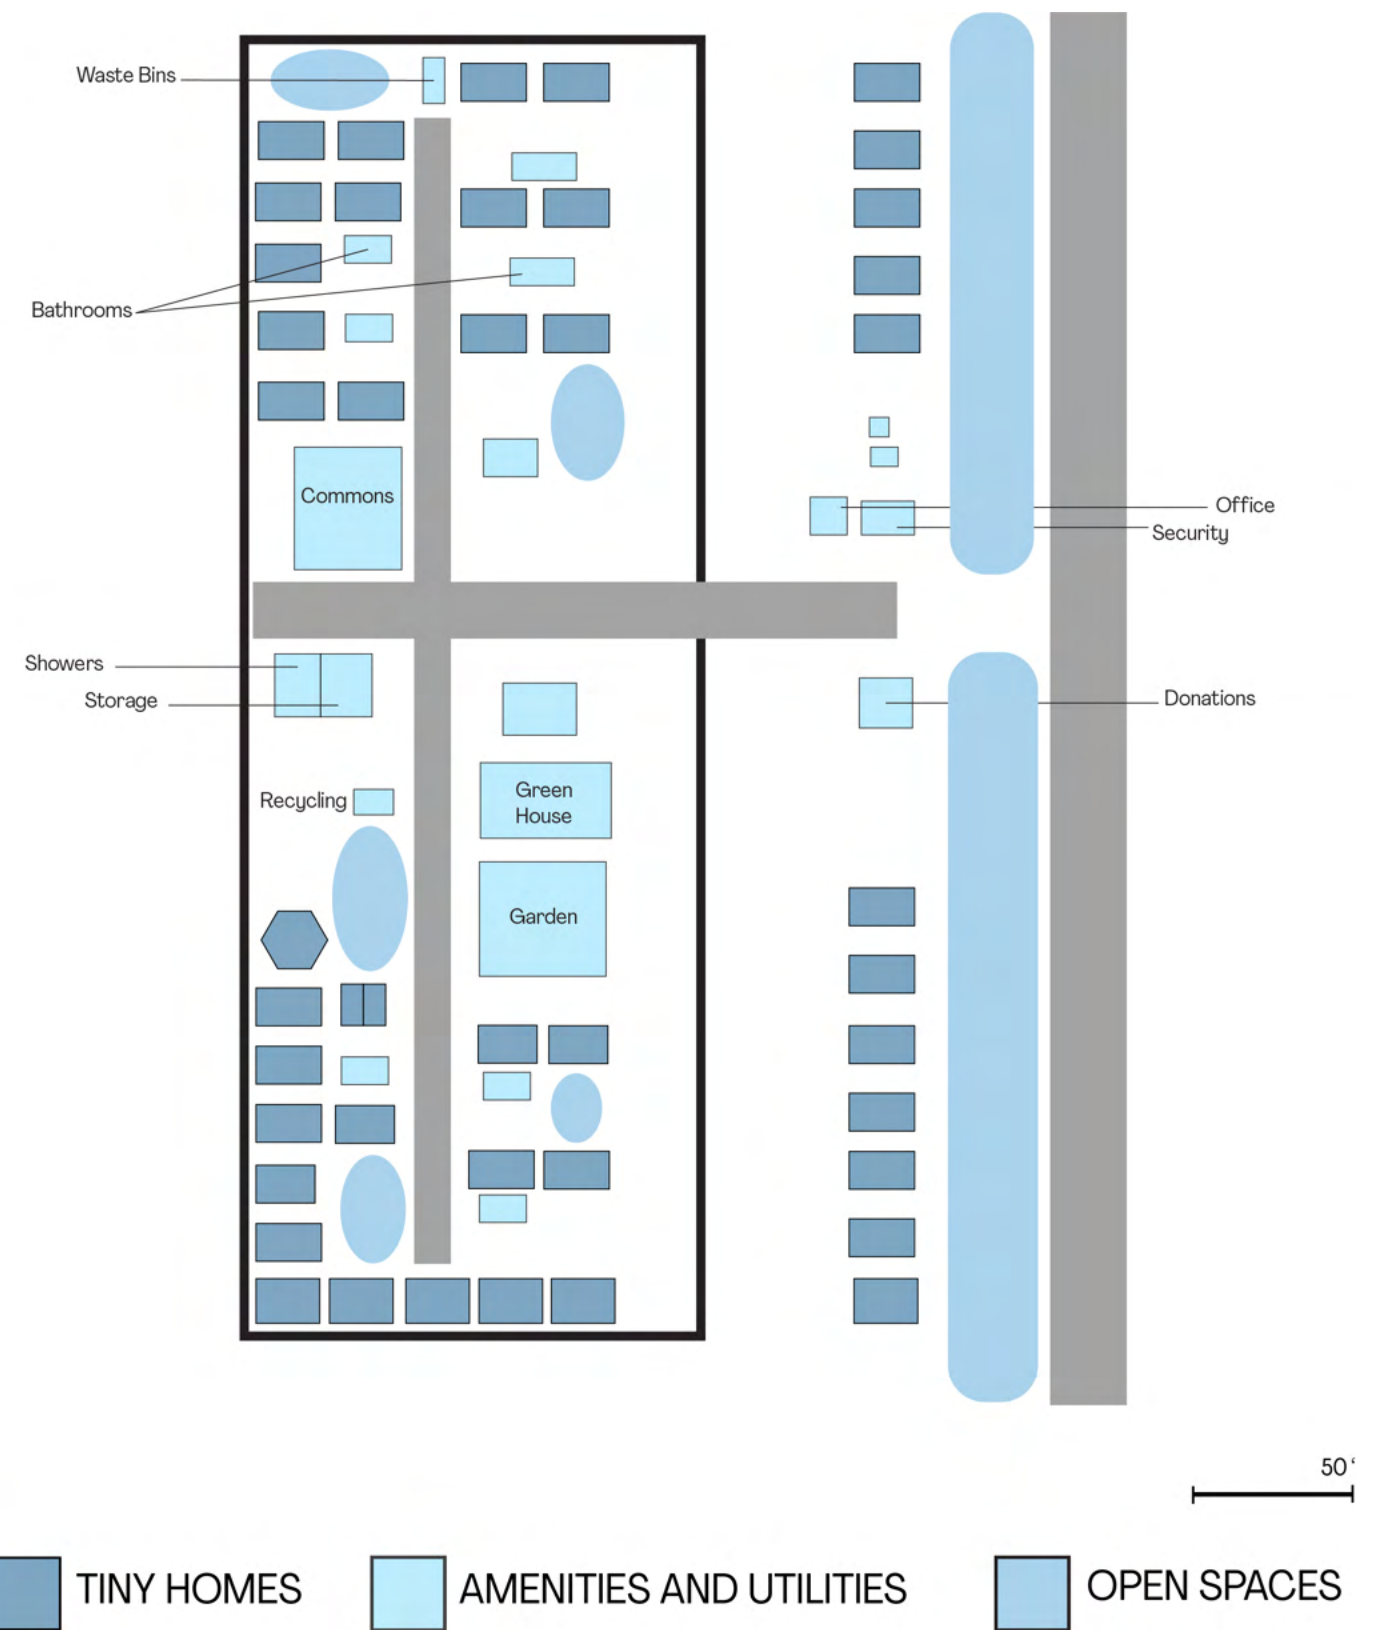 Waste Bins
Bathrooms
Commons
Office
Security
Showers
Storage
Donations
Recycling
Green
House
Garden
50‘
TINY HOMES
AMENITIES AND UTILITIES
OPEN SPACES